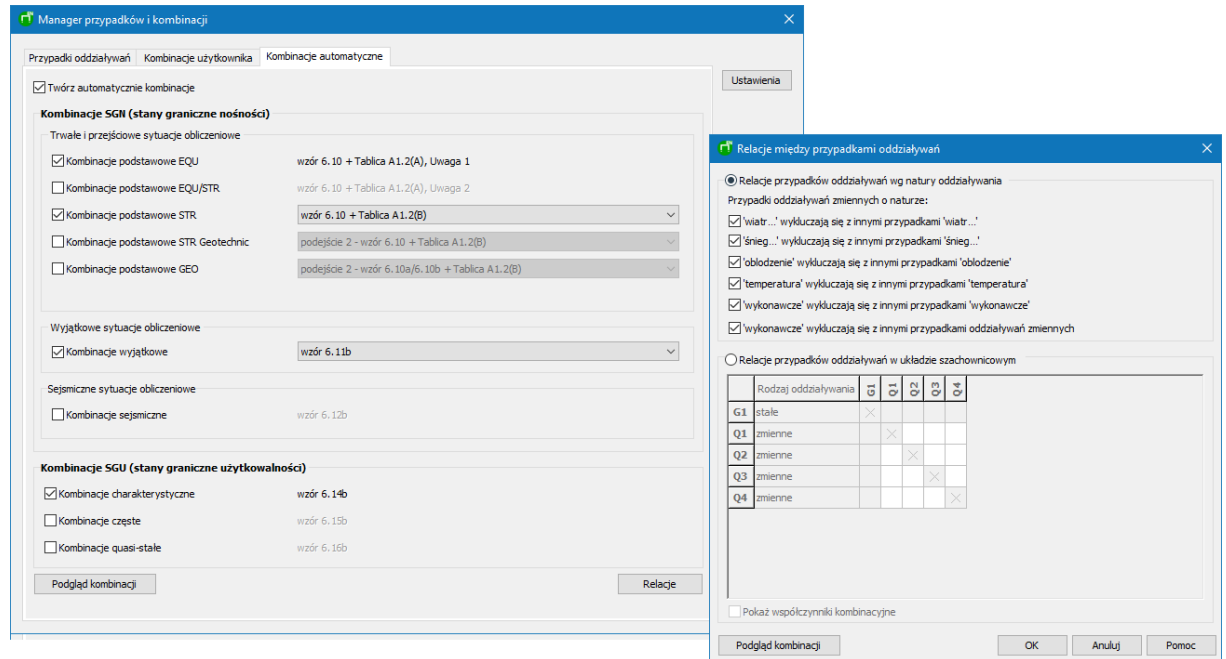 Manager przypadków i kombinacji
Przypadki oddziaływań Kombinacje użytkownika Kombinacje automatyczne
Ustawienia
Twórz automatycznie kombinacje
Kombinacje SGN (stany graniczne nośności)
Trwałe i przejściowe sytuacje obliczeniowe
Kombinacje podstawowe EQU wzór 6.10 + Tablica A1.2(A), Uwaga 1
Kombinacje podstawowe EQU/STR wzór 6.10 + Tablica A1.2(A), Uwaga 2
Kombinacje podstawowe STR wzór 6.10 + Tablica A1.2(B)
Kombinacje podstawowe STR Geotechnic podejście 2 - wzór 6.10 + Tablica A1.2(B)
Kombinacje podstawowe GEO podejście 2 - wzór 6.10a/6.10b + Tablica A1.2(B)
Wyjątkowe sytuacje obliczeniowe
Kombinacje wyjątkowe wzór 6.11b
Sejsmiczne sytuacje obliczeniowe
Kombinacje sejsmiczne wzór 6.12b
Kombinacje SGU (stany graniczne użytkowalności)
Kombinacje charakterystyczne wzór 6.14b
Kombinacje częste wzór 6.15b
Kombinacje quasi-stałe wzór 6.16b
Podgląd kombinacji Relacje
Relacje między przypadkami oddziaływań
Relacje przypadków oddziaływań wg natury oddziaływania
Przypadki oddziaływań zmiennych o naturze:
'wiatr...' wykluczają się z innymi przypadkami 'wiatr...'
'śnieg...' wykluczają się z innymi przypadkami 'śnieg...'
'oblodzenie' wykluczają się z innymi przypadkami 'oblodzenie'
'temperatura' wykluczają się z innymi przypadkami 'temperatura'
'wykonawcze' wykluczają się z innymi przypadkami 'wykonawcze'
'wykonawcze' wykluczają się z innymi przypadkami oddziaływań zmiennych
Relacje przypadków oddziaływań w układzie szachownicowym
Rodzaj oddziaływania G1 Q1 Q2 Q3 Q4
G1 stałe
Q1 zmienne
Q2 zmienne
Q3 zmienne
Q4 zmienne
Pokaż współczynniki kombinacyjne
Podgląd kombinacji OK Anuluj Pomoc